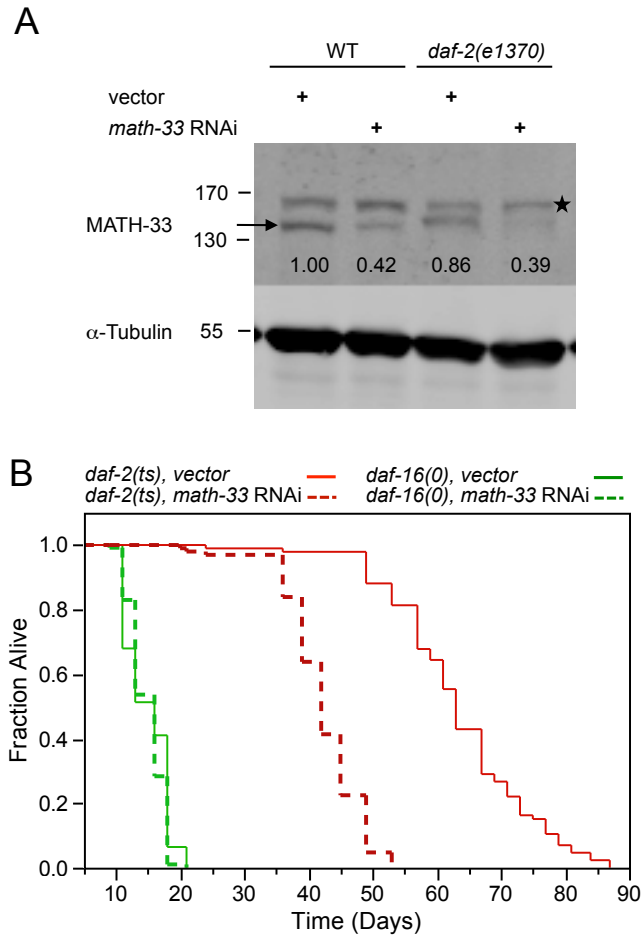 A
WT daf-2(e1370)
vector + +
math-33 RNAi + +
170
MATH-33
130
1.00 0.42 0.86 0.39
α-Tubulin 55
B
daf-2(ts), vector daf-16(0), vector
daf-2(ts), math-33 RNAi daf-16(0), math-33 RNAi
1.0
0.8
0.6
0.4
0.2
0.0
Fraction Alive
10 20 30 40 50 60 70 80 90
Time (Days)